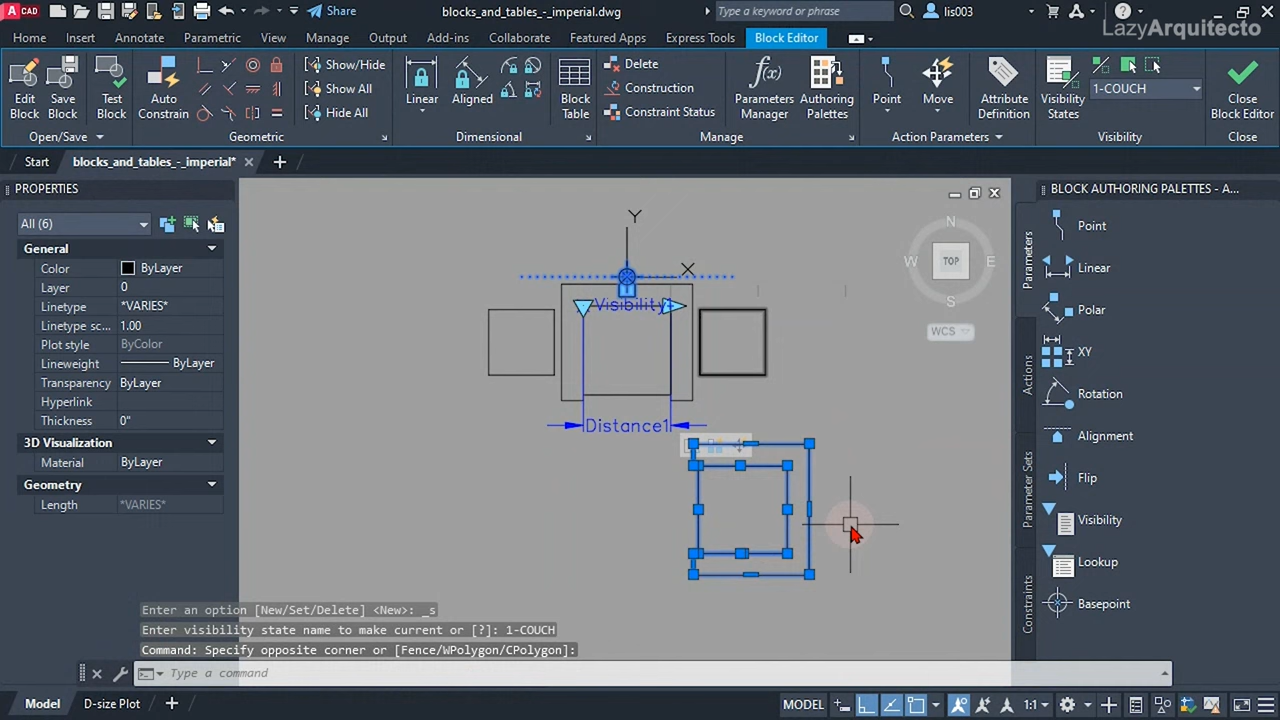 CAD
Share
blocks_and_tables_-_imperial.dwg
Type a keyword or phrase
lis003
LazyArquitecto
Home
Insert
Annotate
Parametric
View
Manage
Output
Add-ins
Collaborate
Featured Apps
Express Tools
Block Editor
Edit Block
Save Block
Test Block
Auto Constrain
Show/Hide
Show All
Hide All
Linear
Aligned
Block Table
Delete
Construction
Constraint Status
Parameters Manager
Authoring Palettes
Point
Move
Attribute Definition
Visibility States
1-COUCH
Close Block Editor
Open/Save
Geometric
Dimensional
Manage
Action Parameters
Visibility
Close
Start
blocks_and_tables_-_imperial*
PROPERTIES
All (6)
General
Color ByLayer
Layer 0
Linetype *VARIES*
Linetype sc... 1.00
Plot style ByColor
Lineweight ByLayer
Transparency ByLayer
Hyperlink
Thickness 0"
3D Visualization
Material ByLayer
Geometry
Length *VARIES*
Y
X
Visibility1
Distance1
N
W TOP E
S
WCS
BLOCK AUTHORING PALETTES - A...
Parameters
Actions
Parameter Sets
Constraints
Point
Linear
Polar
XY
Rotation
Alignment
Flip
Visibility
Lookup
Basepoint
Enter an option [New/Set/Delete] <New>: _s
Enter visibility state name to make current or [?]: 1-COUCH
Command: Specify opposite corner or [Fence/WPolygon/CPolygon]:
Type a command
Model
D-size Plot
MODEL
1:1